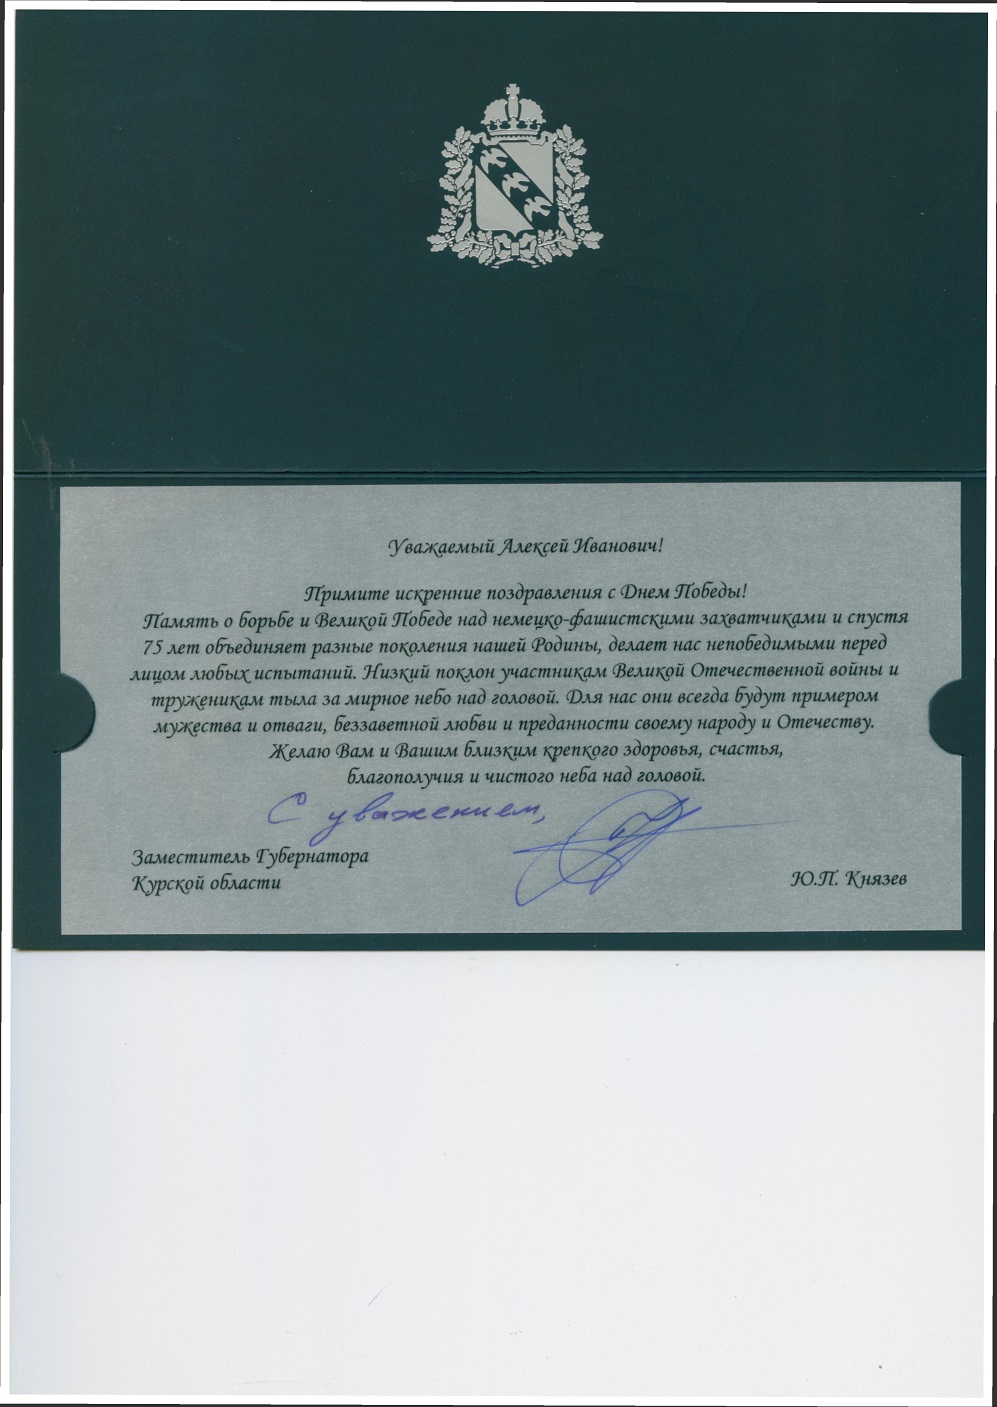 Уважаемый Алексей Иванович!
Примите искренние поздравления с Днем Победы!
Память о борьбе и Великой Победе над немецко-фашистскими захватчиками и спустя
75 лет объединяет разные поколения нашей Родины, делает нас непобедимыми перед
лицом любых испытаний. Низкий поклон участникам Великой Отечественной войны и
труженикам тыла за мирное небо над головой. Для нас они всегда будут примером
мужества и отваги, беззаветной любви и преданности своему народу и Отечеству.
Желаю Вам и Вашим близким крепкого здоровья, счастья,
благополучия и чистого неба над головой.
С уважением,
Заместитель Губернатора
Курской области
Ю.П. Князев